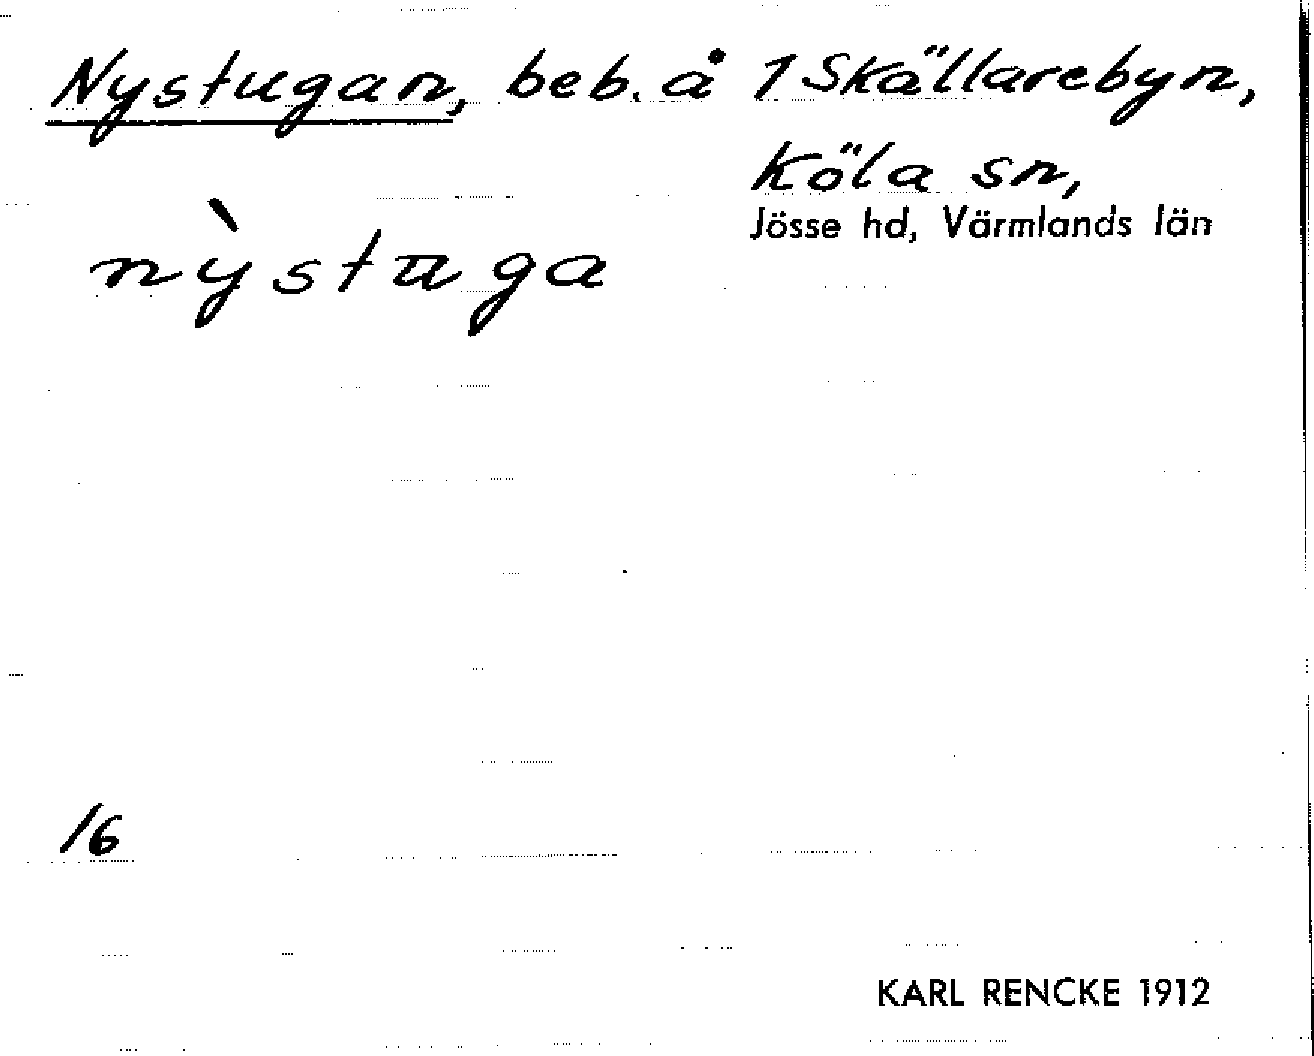 Nystugan, beb. å 1 Skällarebyn,
Köla sn,
Jösse hd, Värmlands län
nỳstuga
16
KARL RENCKE 1912